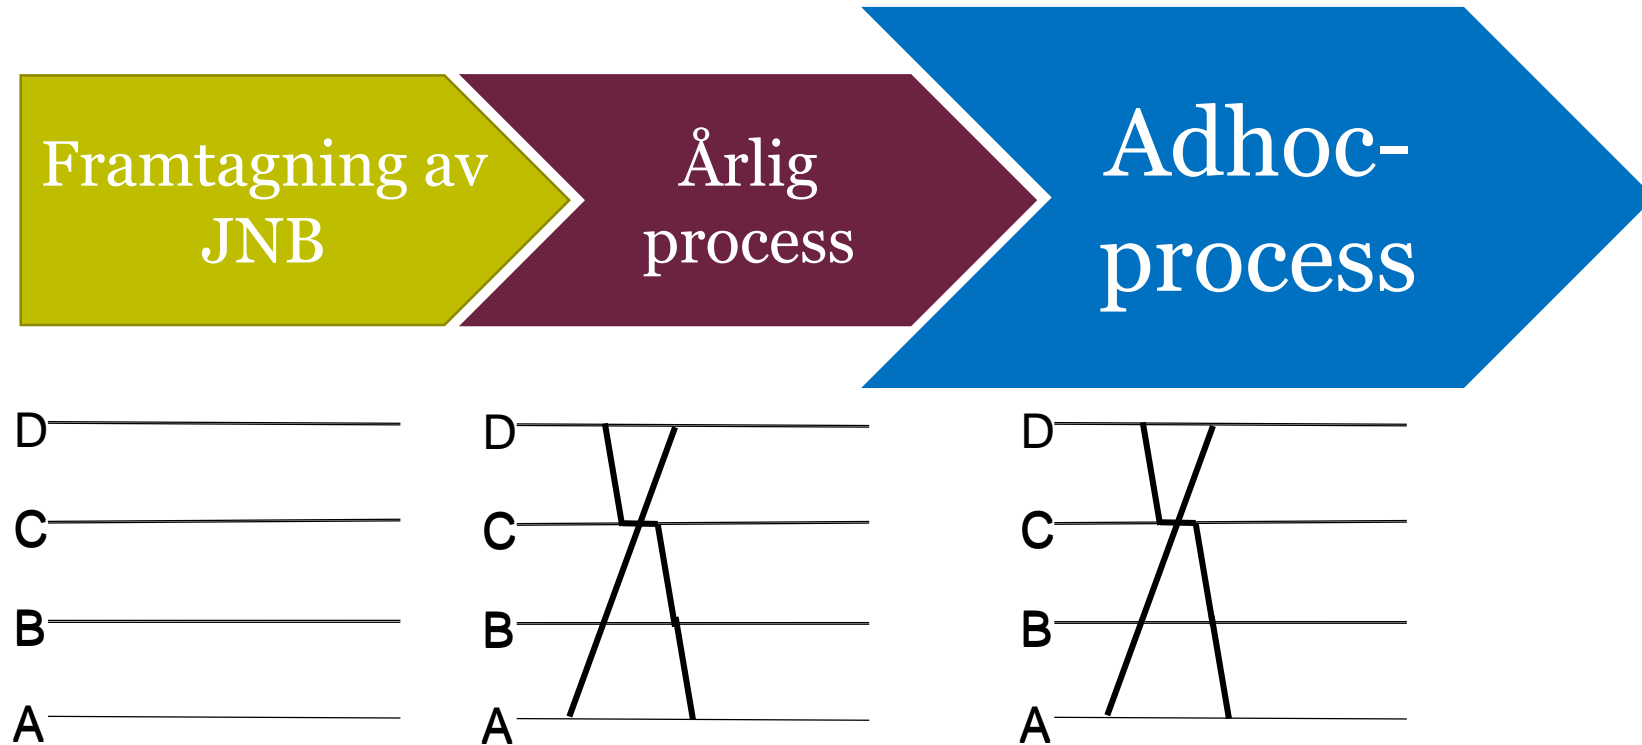 Framtagning av
JNB
Årlig
process
Adhoc-
process
D
C
B
A
D
C
B
A
D
C
B
A